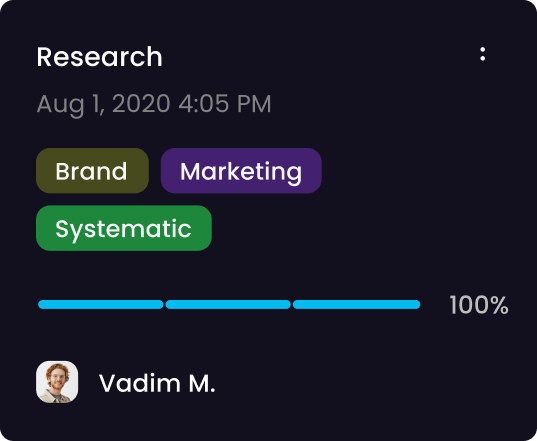 Research
Aug 1, 2020 4:05 PM
Brand Marketing
Systematic
100%
Vadim M.